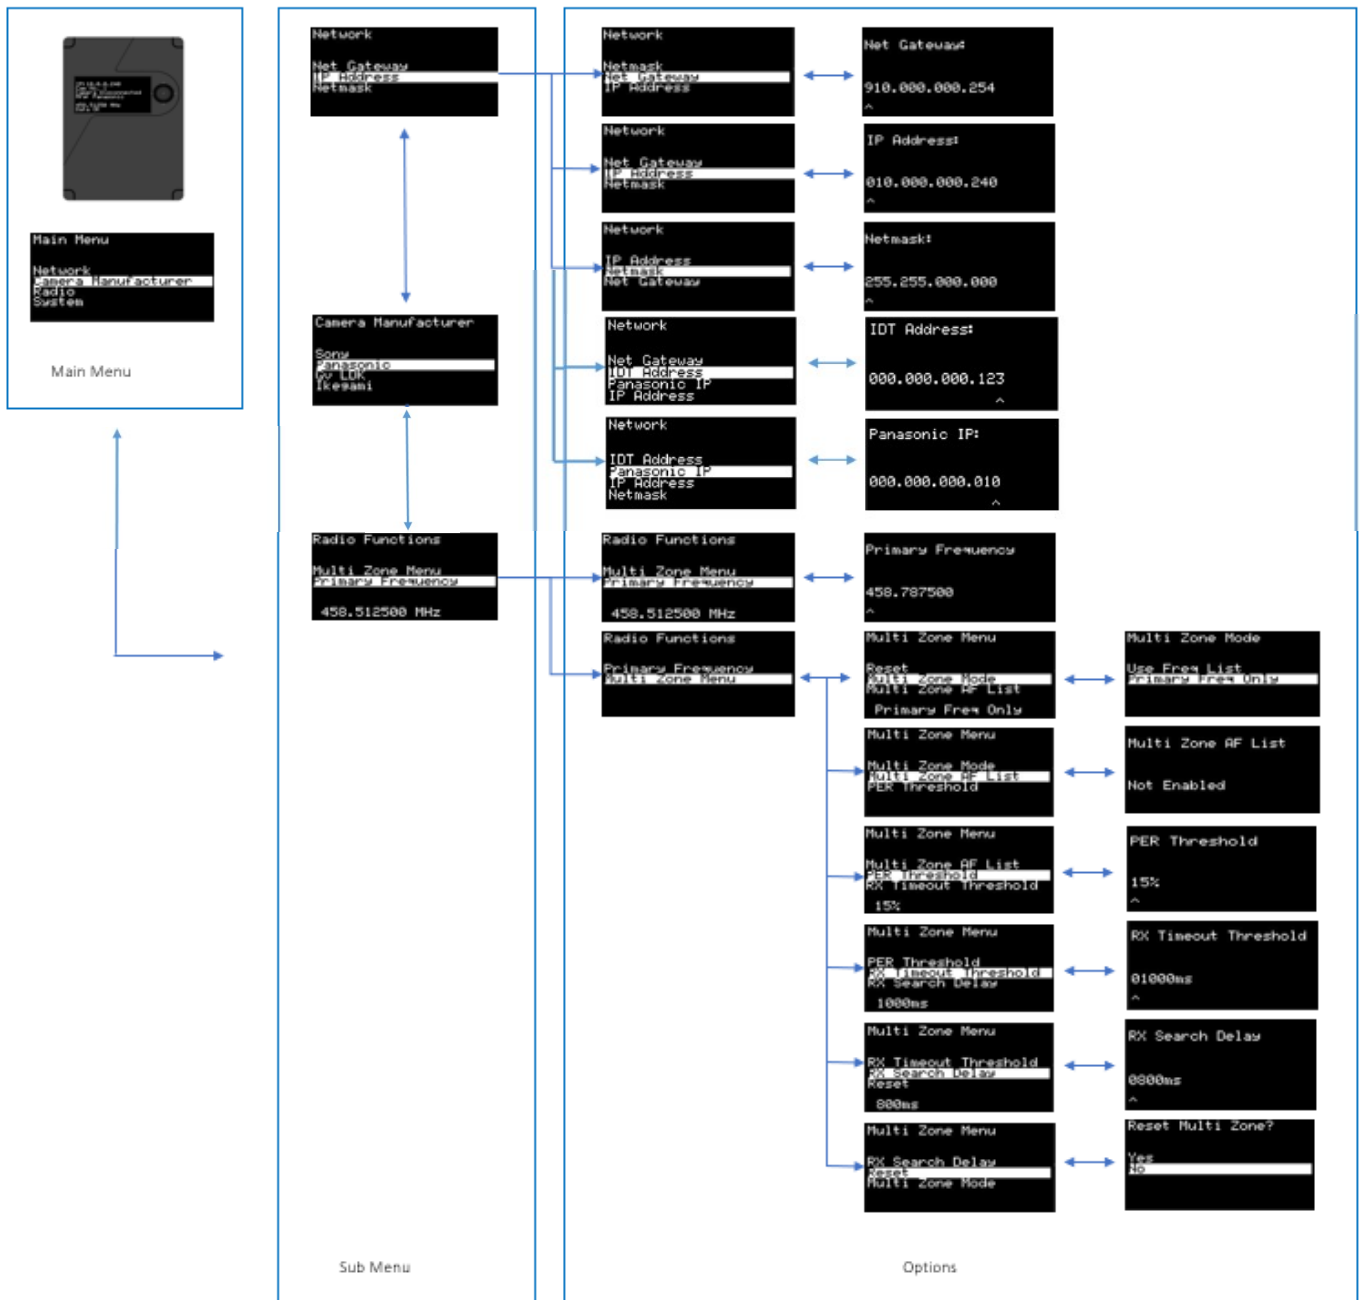 Main Menu
Network
Camera Manufacturer
Radio
System
Main Menu
Network
Net Gateway
IP Address
Netmask
Camera Manufacturer
Sony
Panasonic
Gv LDK
Ikegami
Radio Functions
Multi Zone Menu
Primary Frequency
458.512500 MHz
Sub Menu
Network
Netmask
Net Gateway
IP Address
Net Gateway:
910.000.000.254
^
Network
Net Gateway
IP Address
Netmask
IP Address:
010.000.000.240
^
Network
IP Address
Netmask
Net Gateway
Netmask:
255.255.000.000
^
Network
Net Gateway
IDT Address
Panasonic IP
IP Address
IDT Address:
000.000.000.123
^
Network
IDT Address
Panasonic IP
IP Address
Netmask
Panasonic IP:
000.000.000.010
^
Radio Functions
Multi Zone Menu
Primary Frequency
458.512500 MHz
Primary Frequency
458.787500
^
Radio Functions
Primary Frequency
Multi Zone Menu
Multi Zone Menu
Reset
Multi Zone Mode
Multi Zone AF List
Primary Freq Only
Multi Zone Mode
Use Freq List
Primary Freq Only
Multi Zone Menu
Multi Zone Mode
Multi Zone AF List
PER Threshold
Multi Zone AF List
Not Enabled
Multi Zone Menu
Multi Zone AF List
PER Threshold
RX Timeout Threshold
15%
PER Threshold
15%
^
Multi Zone Menu
PER Threshold
RX Timeout Threshold
RX Search Delay
1000ms
RX Timeout Threshold
01000ms
^
Multi Zone Menu
RX Timeout Threshold
RX Search Delay
Reset
800ms
RX Search Delay
0800ms
^
Multi Zone Menu
RX Search Delay
Reset
Multi Zone Mode
Reset Multi Zone?
Yes
No
Options